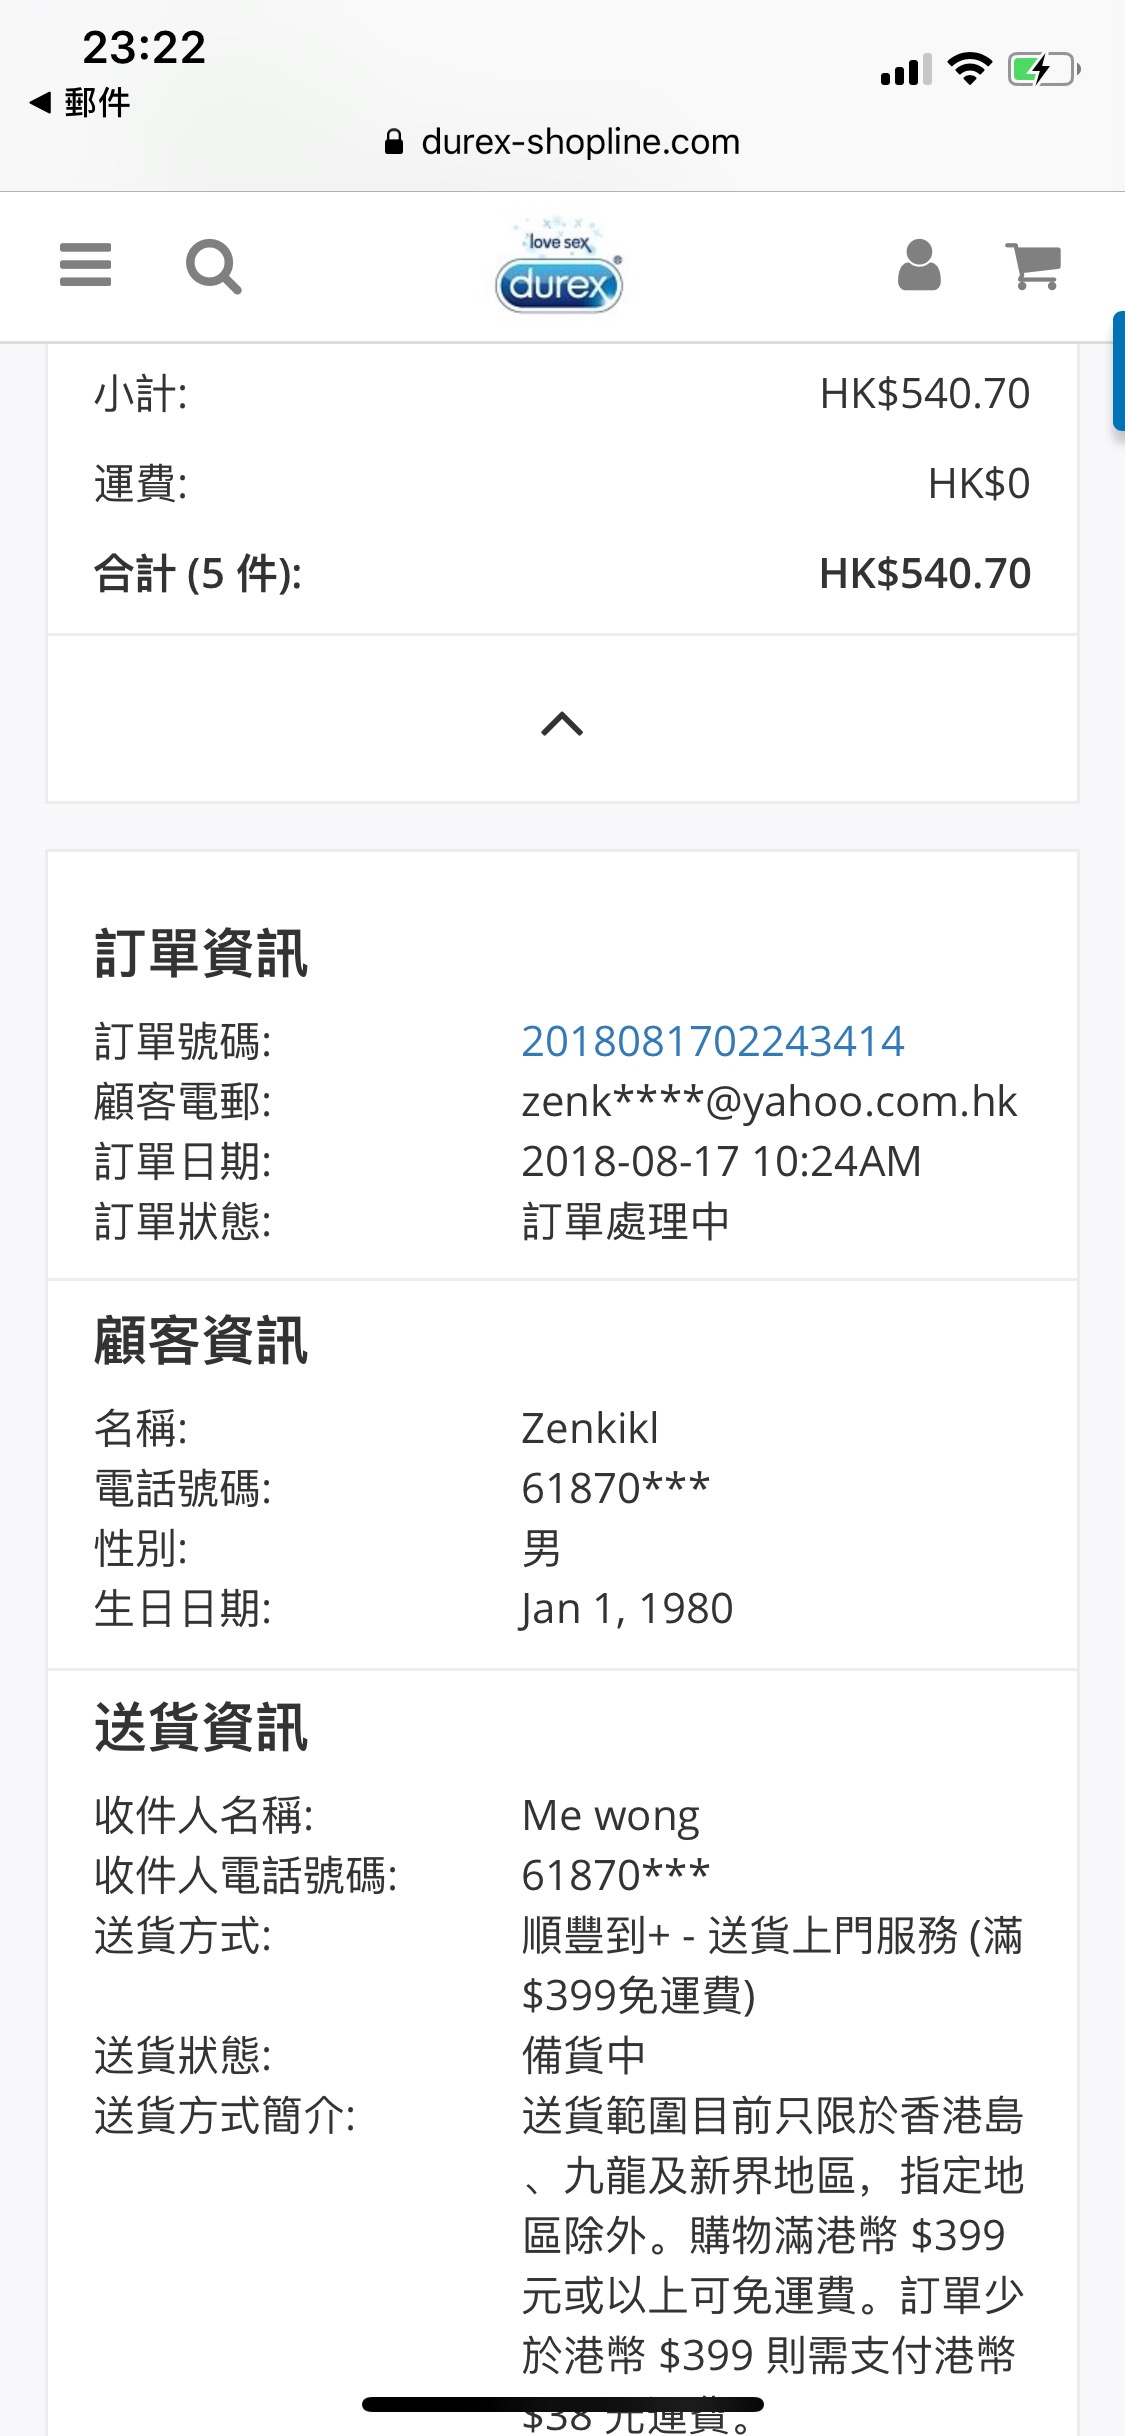 23:22
◀ 郵件
durex-shopline.com
love sex
durex®
小計: HK$540.70
運費: HK$0
合計 (5 件): HK$540.70
訂單資訊
訂單號碼: 2018081702243414
顧客電郵: zenk****@yahoo.com.hk
訂單日期: 2018-08-17 10:24AM
訂單狀態: 訂單處理中
顧客資訊
名稱: Zenkikl
電話號碼: 61870***
性別: 男
生日日期: Jan 1, 1980
送貨資訊
收件人名稱: Me wong
收件人電話號碼: 61870***
送貨方式: 順豐到+ - 送貨上門服務 (滿
$399免運費)
送貨狀態: 備貨中
送貨方式簡介: 送貨範圍目前只限於香港島
、九龍及新界地區，指定地
區除外。購物滿港幣 $399
元或以上可免運費。訂單少
於港幣 $399 則需支付港幣
$38 元運費。